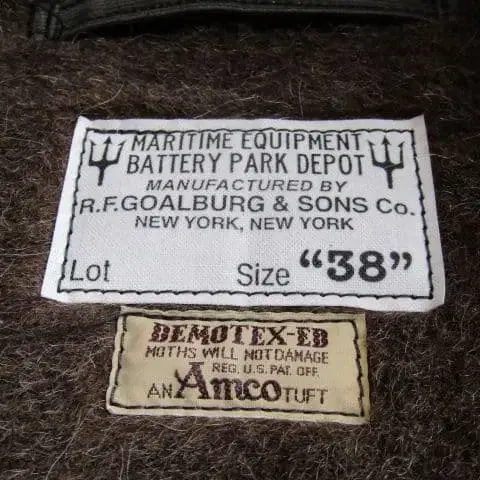 MARITIME EQUIPMENT
BATTERY PARK DEPOT
MANUFACTURED BY
R.F.GOALBURG & SONS Co.
NEW YORK, NEW YORK
Lot Size “38”
DEMOTEX-ED
MOTHS WILL NOT DAMAGE
REG. U.S. PAT. OFF.
AN Amco TUFT